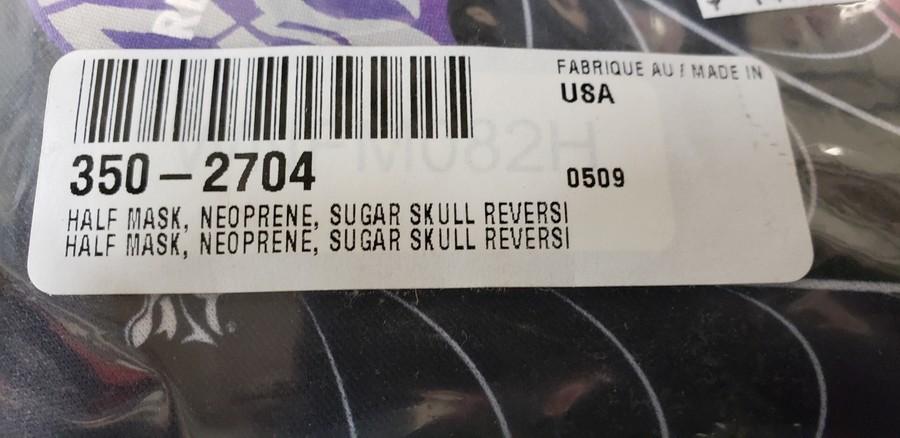 FABRIQUE AU / MADE IN
USA
M082H
350-2704
0509
HALF MASK, NEOPRENE, SUGAR SKULL REVERSI
HALF MASK, NEOPRENE, SUGAR SKULL REVERSI